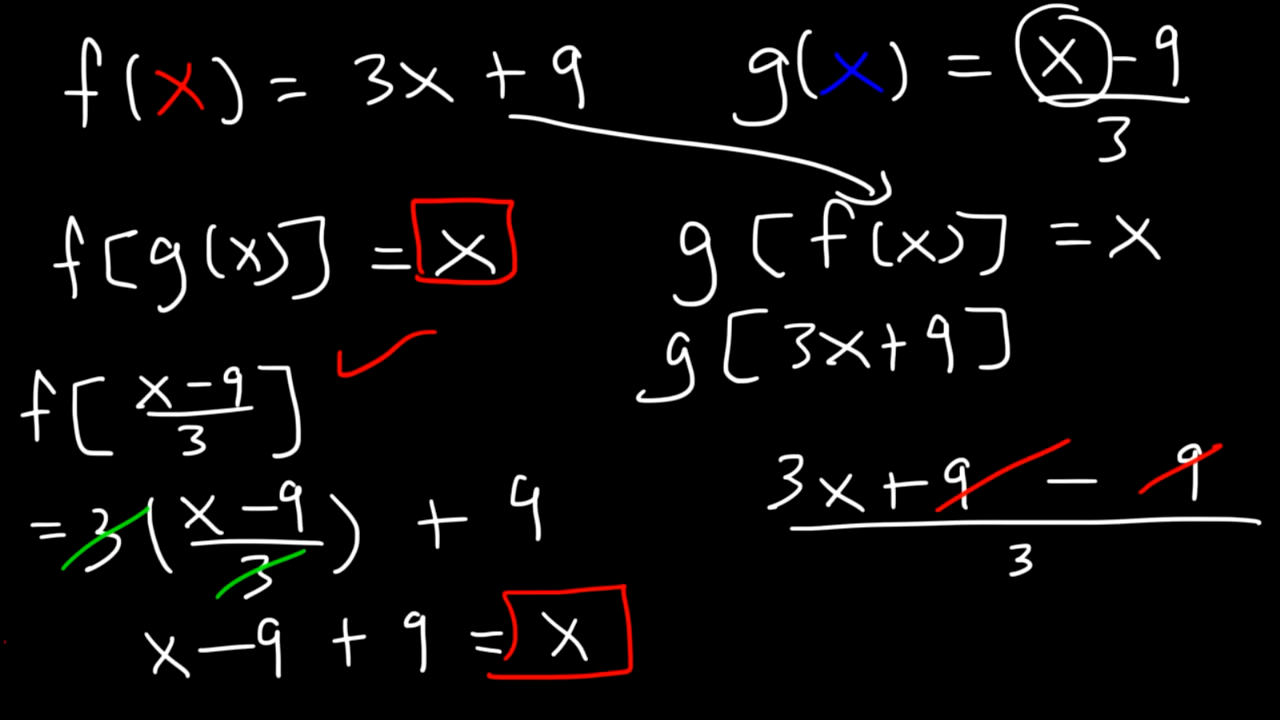 f(x) = 3x + 9
g(x) = (x - 9)/3
f[g(x)] = x
g[f(x)] = x
g[3x+9]
f[(x-9)/3]
= 3((x-9)/3) + 9
(3x + 9 - 9)/3
x - 9 + 9 = x